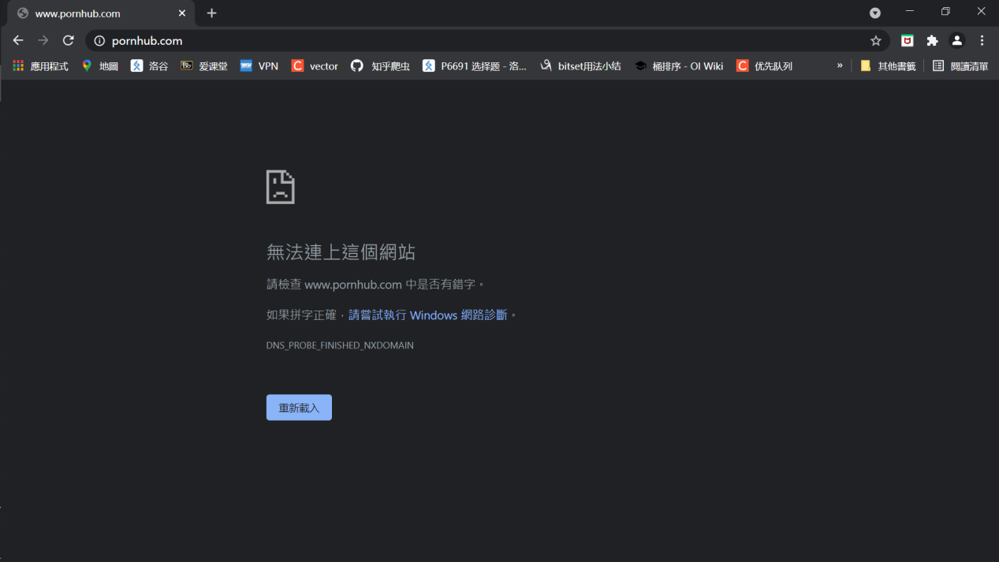 www.pornhub.com
pornhub.com
應用程式 地圖 洛谷 爱课堂 VPN vector 知乎爬虫 P6691 选择题 - 洛... bitset用法小结 桶排序 - OI Wiki 优先队列 » 其他書籤 閱讀清單
無法連上這個網站
請檢查 www.pornhub.com 中是否有錯字。
如果拼字正確，請嘗試執行 Windows 網路診斷。
DNS_PROBE_FINISHED_NXDOMAIN
重新載入